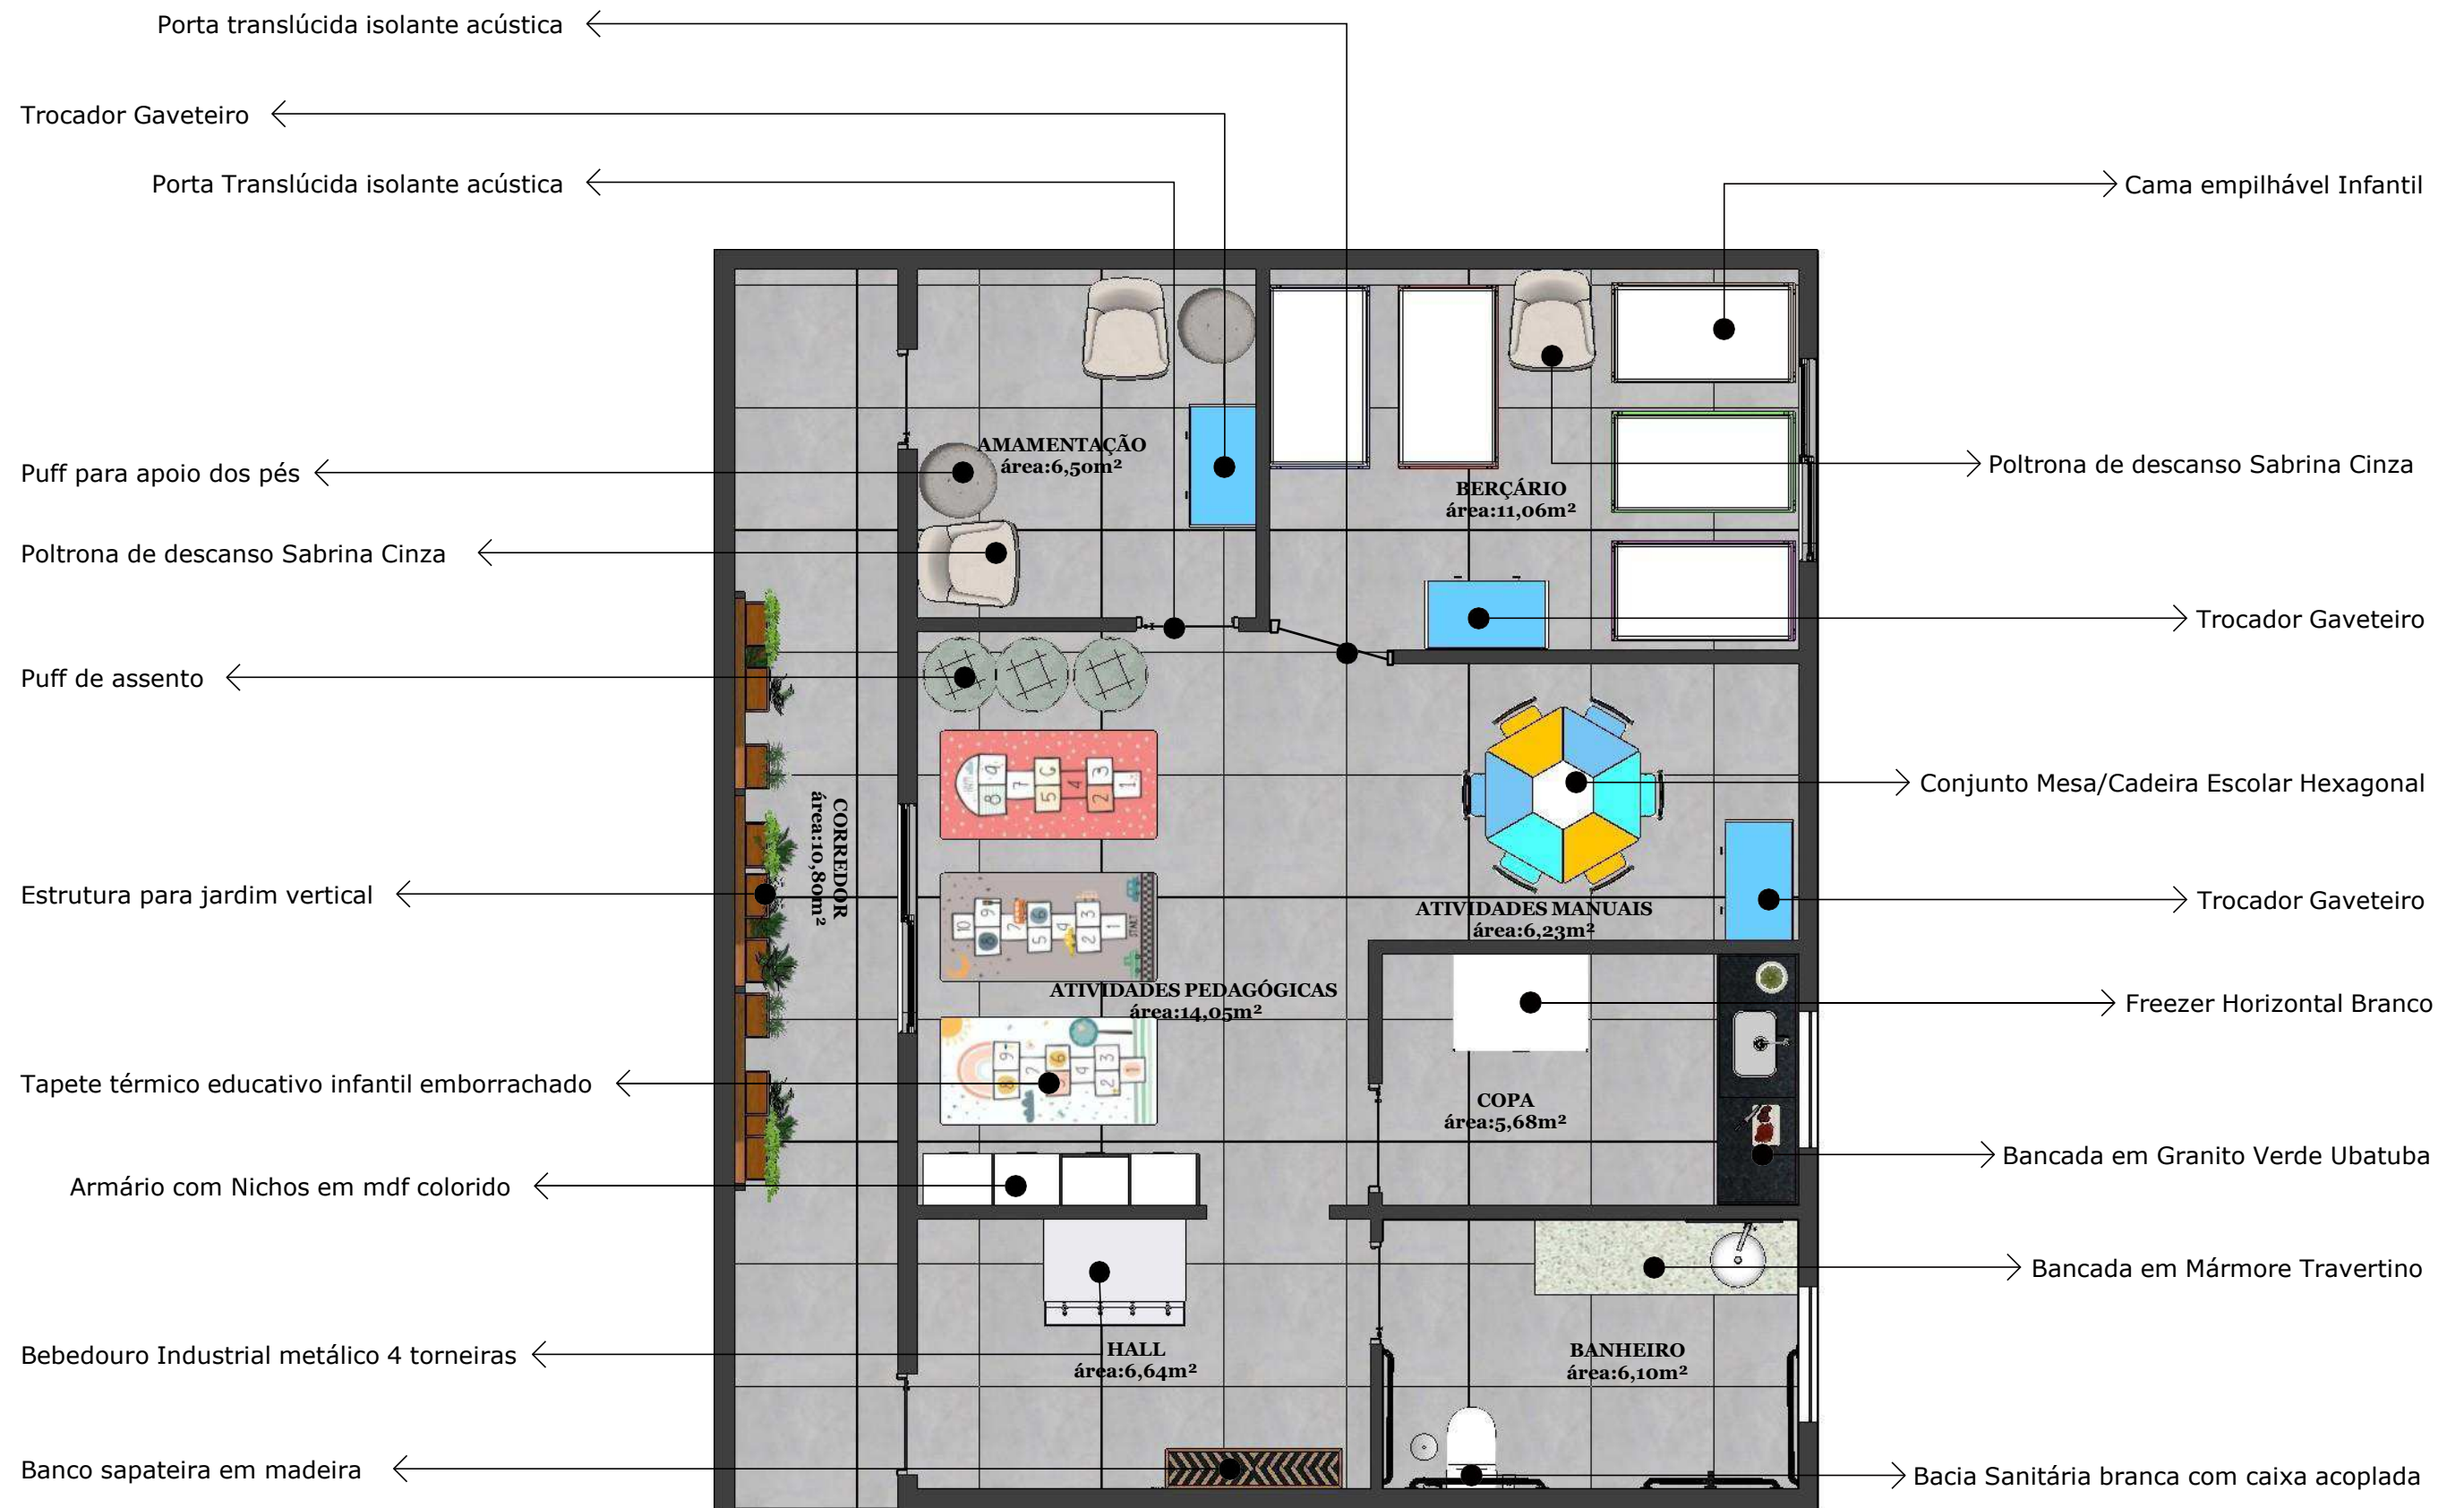 Porta translúcida isolante acústica
Trocador Gaveteiro
Porta Translúcida isolante acústica
Cama empilhável Infantil
AMAMENTAÇÃO
área:6,50m²
Puff para apoio dos pés
Poltrona de descanso Sabrina Cinza
BERÇÁRIO
área:11,06m²
Poltrona de descanso Sabrina Cinza
Trocador Gaveteiro
Puff de assento
Conjunto Mesa/Cadeira Escolar Hexagonal
CORREDOR
área:10,80m²
Estrutura para jardim vertical
ATIVIDADES MANUAIS
área:6,23m²
Trocador Gaveteiro
START
ATIVIDADES PEDAGÓGICAS
área:14,05m²
Freezer Horizontal Branco
Tapete térmico educativo infantil emborrachado
COPA
área:5,68m²
Bancada em Granito Verde Ubatuba
Armário com Nichos em mdf colorido
Bancada em Mármore Travertino
Bebedouro Industrial metálico 4 torneiras
HALL
área:6,64m²
BANHEIRO
área:6,10m²
Banco sapateira em madeira
Bacia Sanitária branca com caixa acoplada